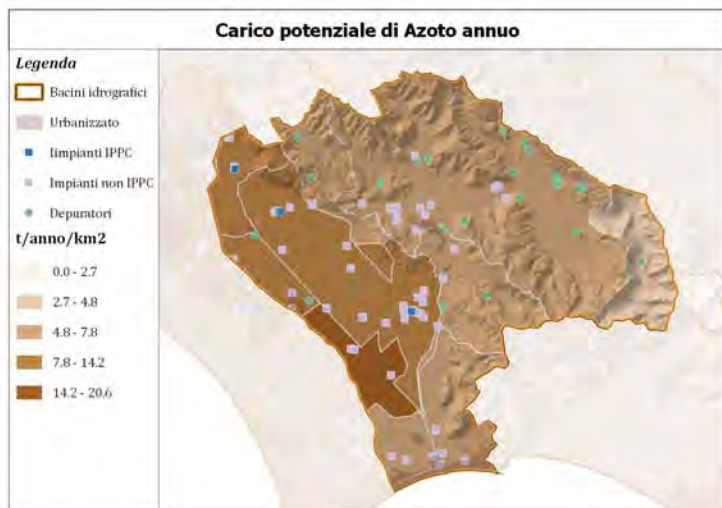 Carico potenziale di Azoto annuo
Legenda
Bacini idrografici
Urbanizzato
Iimpianti IPPC
Impianti non IPPC
Depuratori
t/anno/km2
0.0 - 2.7
2.7 - 4.8
4.8 - 7.8
7.8 - 14.2
14.2 - 20.6